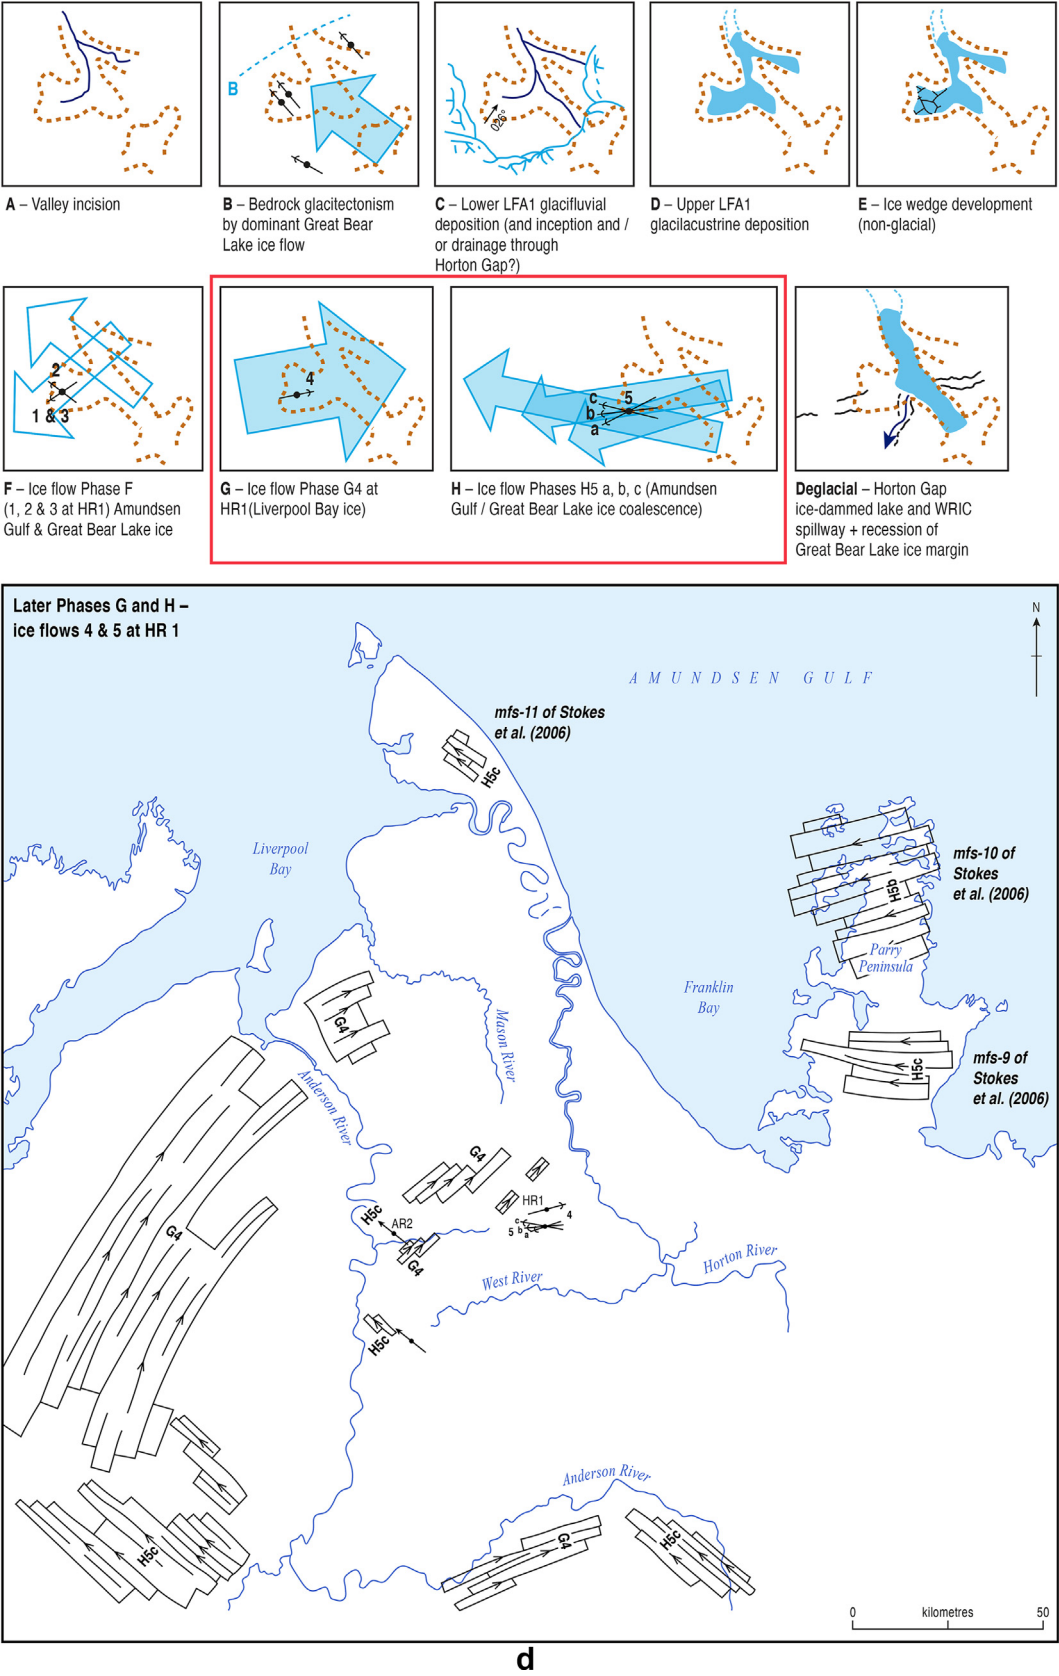 B
026°
A – Valley incision
B – Bedrock glacitectonism
by dominant Great Bear
Lake ice flow
C – Lower LFA1 glacifluvial
deposition (and inception and /
or drainage through
Horton Gap?)
D – Upper LFA1
glacilacustrine deposition
E – Ice wedge development
(non-glacial)
2
1 & 3
4
5
c
b
a
F – Ice flow Phase F
(1, 2 & 3 at HR1) Amundsen
Gulf & Great Bear Lake ice
G – Ice flow Phase G4 at
HR1(Liverpool Bay ice)
H – Ice flow Phases H5 a, b, c (Amundsen
Gulf / Great Bear Lake ice coalescence)
Deglacial – Horton Gap
ice-dammed lake and WRIC
spillway + recession of
Great Bear Lake ice margin
Later Phases G and H –
ice flows 4 & 5 at HR 1
N
AMUNDSEN GULF
mfs-11 of Stokes
et al. (2006)
H5c
Liverpool
Bay
mfs-10 of
Stokes
et al. (2006)
H5b
Parry
Peninsula
Franklin
Bay
G4
Mason River
mfs-9 of
Stokes
et al. (2006)
H5c
Anderson River
G4
HR1
4
5
c
b
a
H5c
AR2
G4
G4
West River
Horton River
H5c
Anderson River
G4
H5c
H5c
0
kilometres
50
d